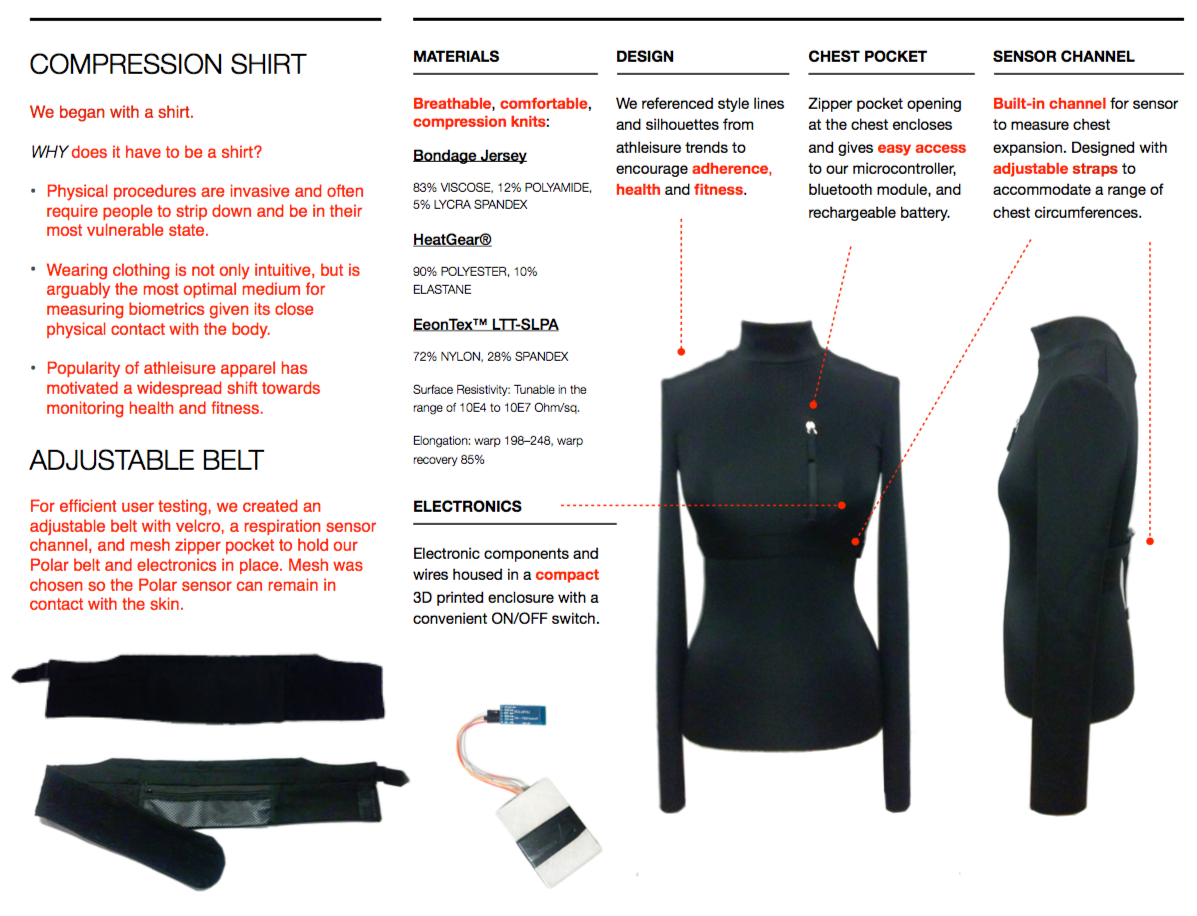 COMPRESSION SHIRT
We began with a shirt.
WHY does it have to be a shirt?
• Physical procedures are invasive and often
require people to strip down and be in their
most vulnerable state.
• Wearing clothing is not only intuitive, but is
arguably the most optimal medium for
measuring biometrics given its close
physical contact with the body.
• Popularity of athleisure apparel has
motivated a widespread shift towards
monitoring health and fitness.
ADJUSTABLE BELT
For efficient user testing, we created an
adjustable belt with velcro, a respiration sensor
channel, and mesh zipper pocket to hold our
Polar belt and electronics in place. Mesh was
chosen so the Polar sensor can remain in
contact with the skin.
MATERIALS
Breathable, comfortable,
compression knits:
Bondage Jersey
83% VISCOSE, 12% POLYAMIDE,
5% LYCRA SPANDEX
HeatGear®
90% POLYESTER, 10%
ELASTANE
EeonTex™ LTT-SLPA
72% NYLON, 28% SPANDEX
Surface Resistivity: Tunable in the
range of 10E4 to 10E7 Ohm/sq.
Elongation: warp 198–248, warp
recovery 85%
ELECTRONICS
Electronic components and
wires housed in a compact
3D printed enclosure with a
convenient ON/OFF switch.
DESIGN
We referenced style lines
and silhouettes from
athleisure trends to
encourage adherence,
health and fitness.
CHEST POCKET
Zipper pocket opening
at the chest encloses
and gives easy access
to our microcontroller,
bluetooth module, and
rechargeable battery.
SENSOR CHANNEL
Built-in channel for sensor
to measure chest
expansion. Designed with
adjustable straps to
accommodate a range of
chest circumferences.